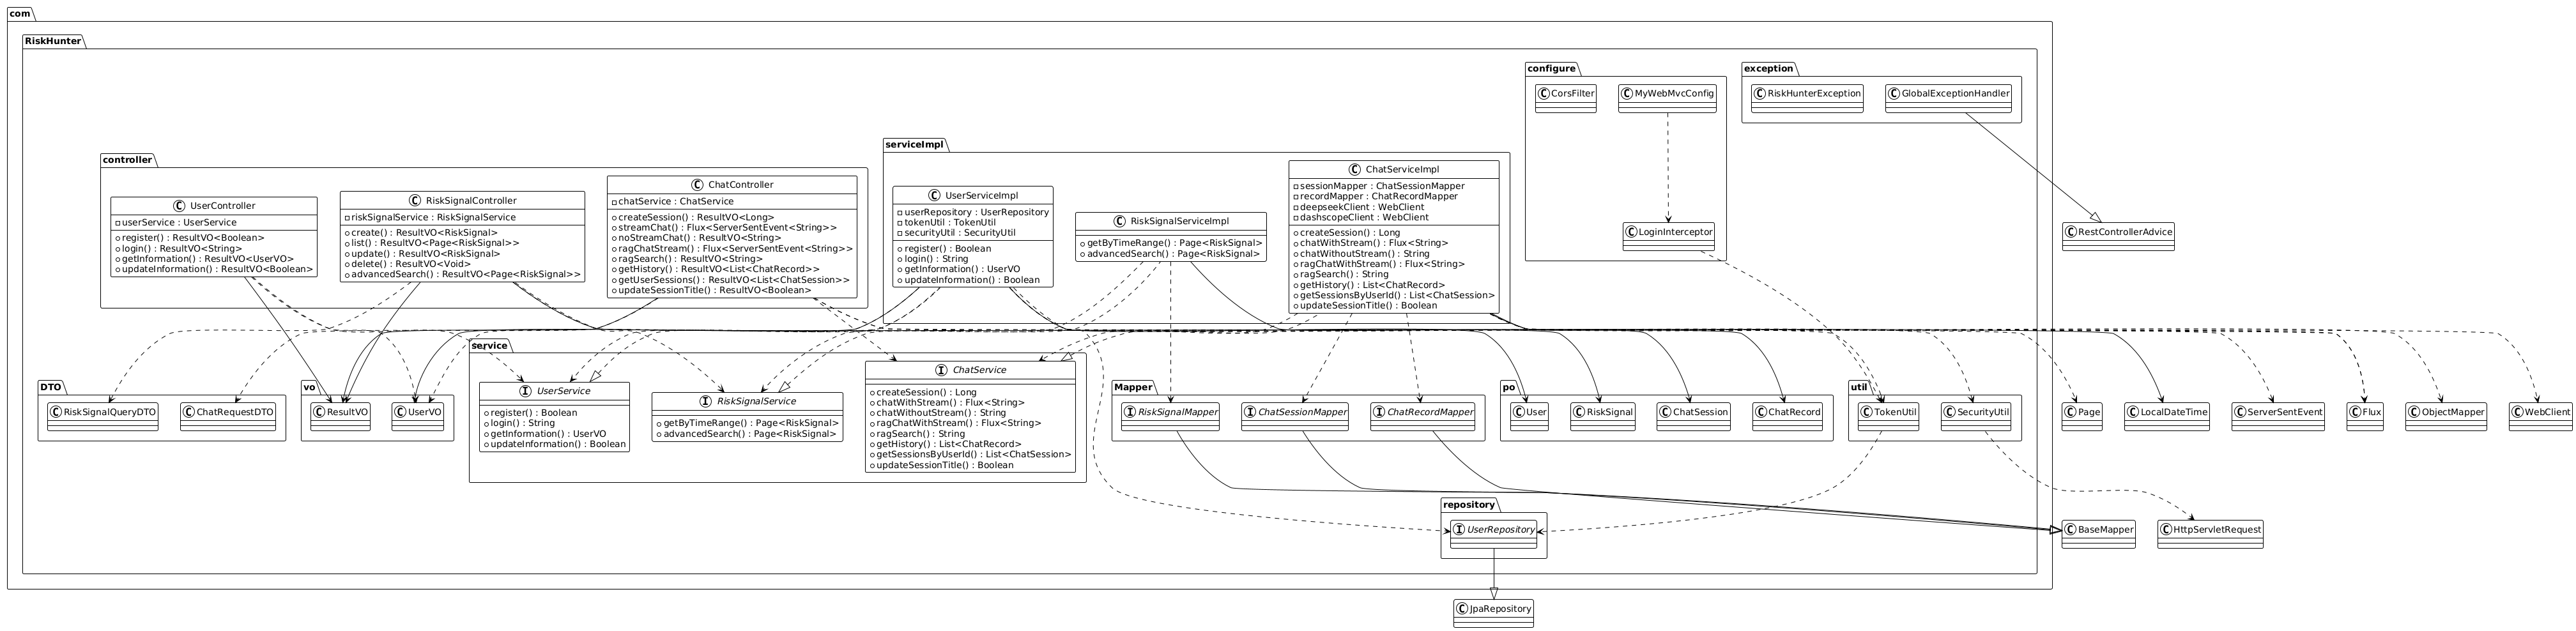 com
RiskHunter
configure
CorsFilter
MyWebMvcConfig
LoginInterceptor
exception
RiskHunterException
GlobalExceptionHandler
controller
UserController
userService : UserService
register() : ResultVO<Boolean>
login() : ResultVO<String>
getInformation() : ResultVO<UserVO>
updateInformation() : ResultVO<Boolean>
RiskSignalController
riskSignalService : RiskSignalService
create() : ResultVO<RiskSignal>
list() : ResultVO<Page<RiskSignal>>
update() : ResultVO<RiskSignal>
delete() : ResultVO<Void>
advancedSearch() : ResultVO<Page<RiskSignal>>
ChatController
chatService : ChatService
createSession() : ResultVO<Long>
streamChat() : Flux<ServerSentEvent<String>>
noStreamChat() : ResultVO<String>
ragChatStream() : Flux<ServerSentEvent<String>>
ragSearch() : ResultVO<String>
getHistory() : ResultVO<List<ChatRecord>>
getUserSessions() : ResultVO<List<ChatSession>>
updateSessionTitle() : ResultVO<Boolean>
serviceImpl
UserServiceImpl
userRepository : UserRepository
tokenUtil : TokenUtil
securityUtil : SecurityUtil
register() : Boolean
login() : String
getInformation() : UserVO
updateInformation() : Boolean
RiskSignalServiceImpl
getByTimeRange() : Page<RiskSignal>
advancedSearch() : Page<RiskSignal>
ChatServiceImpl
sessionMapper : ChatSessionMapper
recordMapper : ChatRecordMapper
deepseekClient : WebClient
dashscopeClient : WebClient
createSession() : Long
chatWithStream() : Flux<String>
chatWithoutStream() : String
ragChatWithStream() : Flux<String>
ragSearch() : String
getHistory() : List<ChatRecord>
getSessionsByUserId() : List<ChatSession>
updateSessionTitle() : Boolean
RestControllerAdvice
DTO
RiskSignalQueryDTO
ChatRequestDTO
vo
ResultVO
UserVO
service
UserService
register() : Boolean
login() : String
getInformation() : UserVO
updateInformation() : Boolean
RiskSignalService
getByTimeRange() : Page<RiskSignal>
advancedSearch() : Page<RiskSignal>
ChatService
createSession() : Long
chatWithStream() : Flux<String>
chatWithoutStream() : String
ragChatWithStream() : Flux<String>
ragSearch() : String
getHistory() : List<ChatRecord>
getSessionsByUserId() : List<ChatSession>
updateSessionTitle() : Boolean
Mapper
RiskSignalMapper
ChatSessionMapper
ChatRecordMapper
po
User
RiskSignal
ChatSession
ChatRecord
util
TokenUtil
SecurityUtil
Page
LocalDateTime
ServerSentEvent
Flux
ObjectMapper
WebClient
repository
UserRepository
BaseMapper
HttpServletRequest
JpaRepository